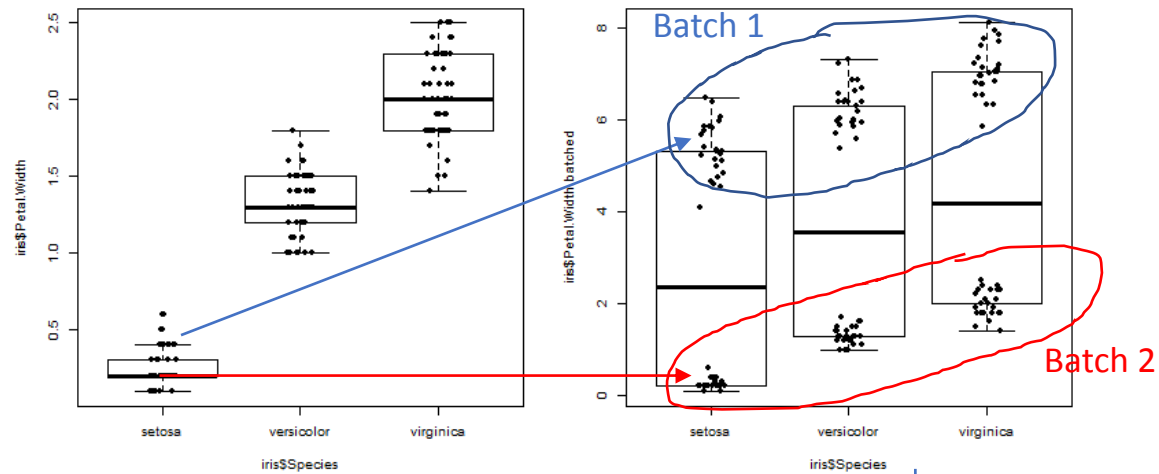 iris$Petal.Width
2.5
2.0
1.5
1.0
0.5
setosa
versicolor
virginica
iris$Species
Batch 1
iris$Petal.Width.batched
8
6
4
2
0
Batch 2
setosa
versicolor
virginica
iris$Species